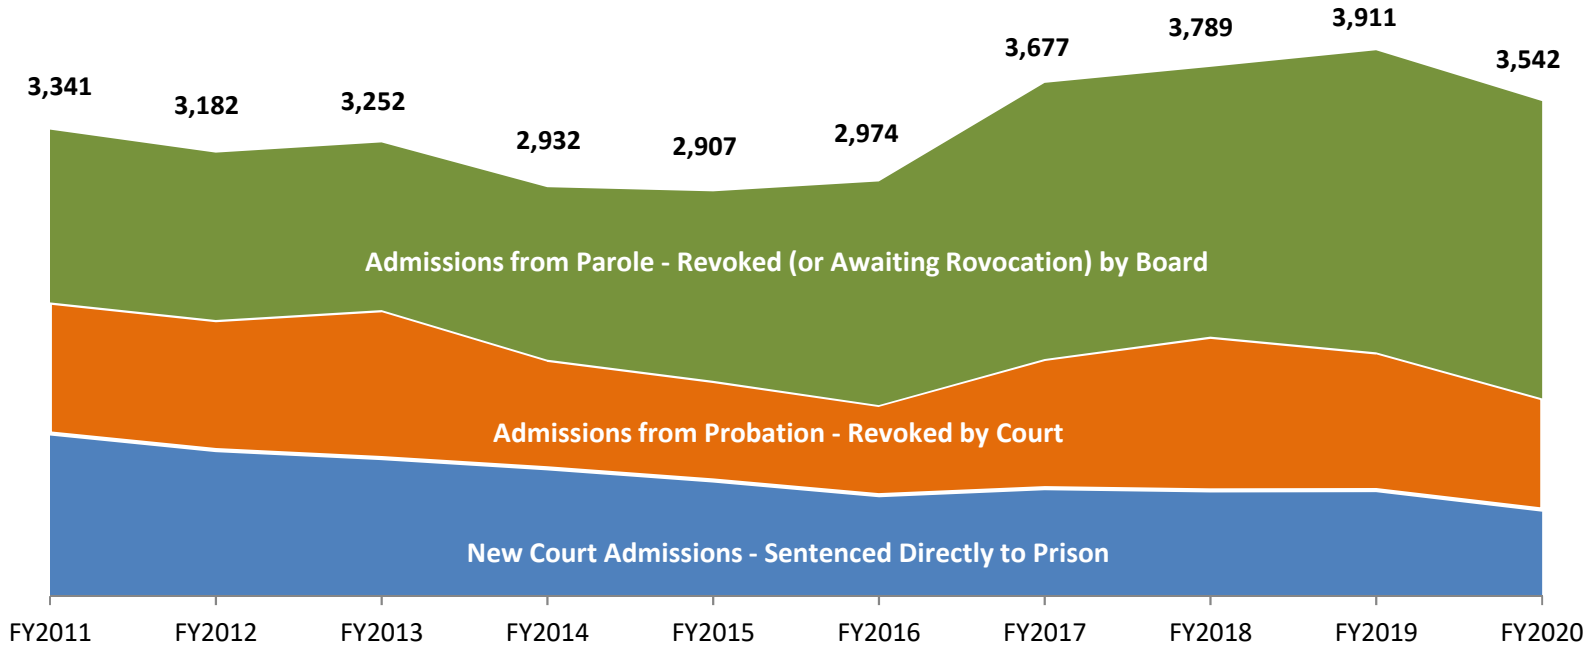 3,341
3,182
3,252
2,932
2,907
2,974
3,677
3,789
3,911
3,542
Admissions from Parole - Revoked (or Awaiting Rovocation) by Board
Admissions from Probation - Revoked by Court
New Court Admissions - Sentenced Directly to Prison
FY2011 FY2012 FY2013 FY2014 FY2015 FY2016 FY2017 FY2018 FY2019 FY2020